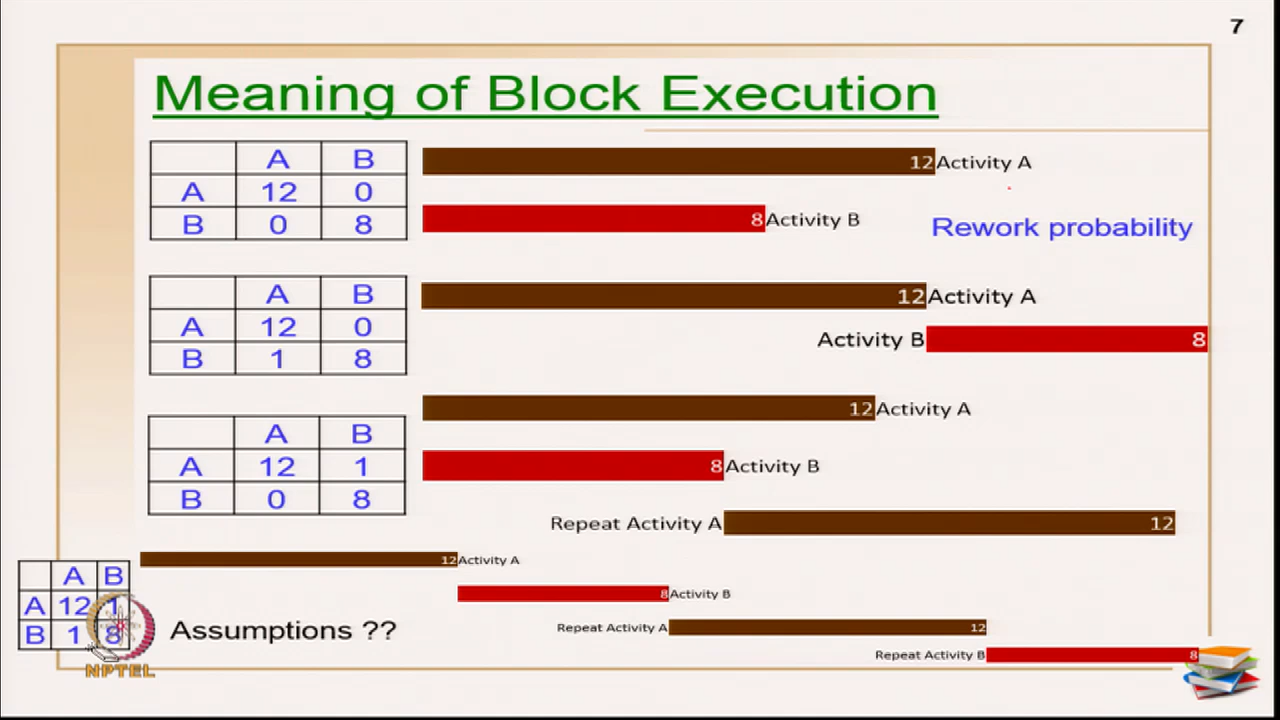 7
Meaning of Block Execution
A B
A 12 0
B 0 8
12 Activity A
8 Activity B
Rework probability
A B
A 12 0
B 1 8
12 Activity A
Activity B 8
A B
A 12 1
B 0 8
12 Activity A
8 Activity B
Repeat Activity A 12
12 Activity A
8 Activity B
Repeat Activity A 12
Repeat Activity B 8
A B
A 12 1
B 1 8
Assumptions ??
NPTEL